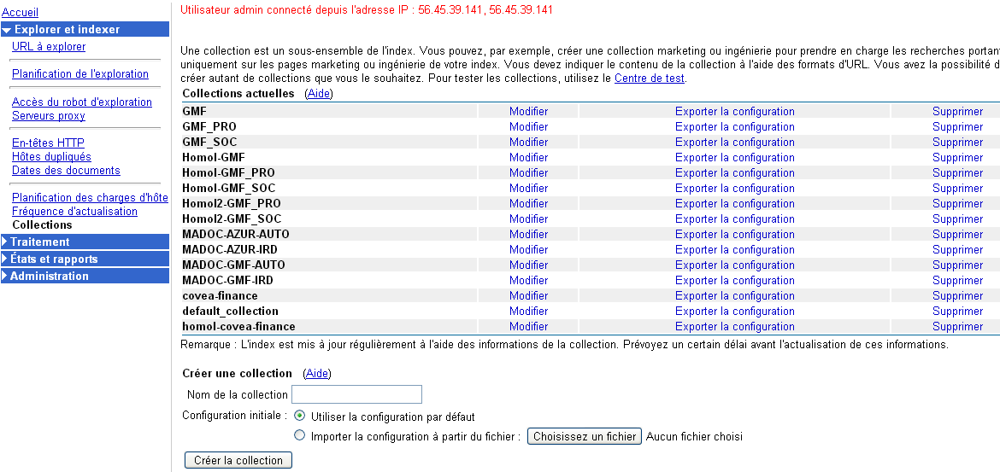 Accueil
Explorer et indexer
URL à explorer
Planification de l'exploration
Accès du robot d'exploration
Serveurs proxy
En-têtes HTTP
Hôtes dupliqués
Dates des documents
Planification des charges d'hôte
Fréquence d'actualisation
Collections
Traitement
États et rapports
Administration
Utilisateur admin connecté depuis l'adresse IP : 56.45.39.141, 56.45.39.141
Une collection est un sous-ensemble de l'index. Vous pouvez, par exemple, créer une collection marketing ou ingénierie pour prendre en charge les recherches portant
uniquement sur les pages marketing ou ingénierie de votre index. Vous devez indiquer le contenu de la collection à l'aide des formats d'URL. Vous avez la possibilité d
créer autant de collections que vous le souhaitez. Pour tester les collections, utilisez le Centre de test.
Collections actuelles (Aide)
GMF Modifier Exporter la configuration Supprimer
GMF_PRO Modifier Exporter la configuration Supprimer
GMF_SOC Modifier Exporter la configuration Supprimer
Homol-GMF Modifier Exporter la configuration Supprimer
Homol-GMF_PRO Modifier Exporter la configuration Supprimer
Homol-GMF_SOC Modifier Exporter la configuration Supprimer
Homol2-GMF_PRO Modifier Exporter la configuration Supprimer
Homol2-GMF_SOC Modifier Exporter la configuration Supprimer
MADOC-AZUR-AUTO Modifier Exporter la configuration Supprimer
MADOC-AZUR-IRD Modifier Exporter la configuration Supprimer
MADOC-GMF-AUTO Modifier Exporter la configuration Supprimer
MADOC-GMF-IRD Modifier Exporter la configuration Supprimer
covea-finance Modifier Exporter la configuration Supprimer
default_collection Modifier Exporter la configuration Supprimer
homol-covea-finance Modifier Exporter la configuration Supprimer
Remarque : L'index est mis à jour régulièrement à l'aide des informations de la collection. Prévoyez un certain délai avant l'actualisation de ces informations.
Créer une collection (Aide)
Nom de la collection
Configuration initiale : Utiliser la configuration par défaut
Importer la configuration à partir du fichier : Choisissez un fichier Aucun fichier choisi
Créer la collection